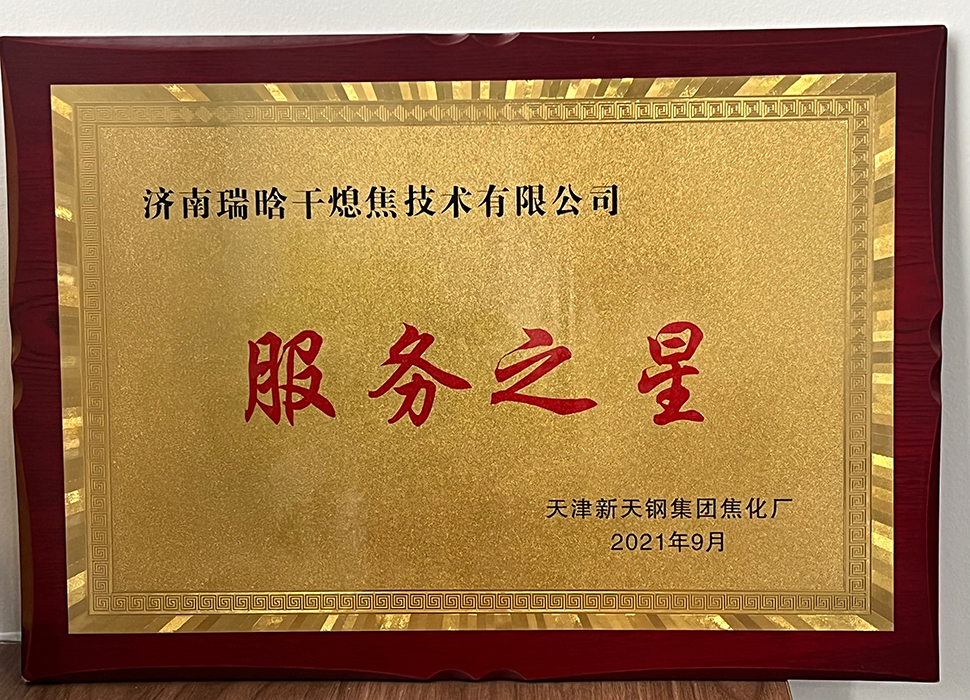 济南瑞晗干熄焦技术有限公司
服务之星
天津新天钢集团焦化厂
2021年9月